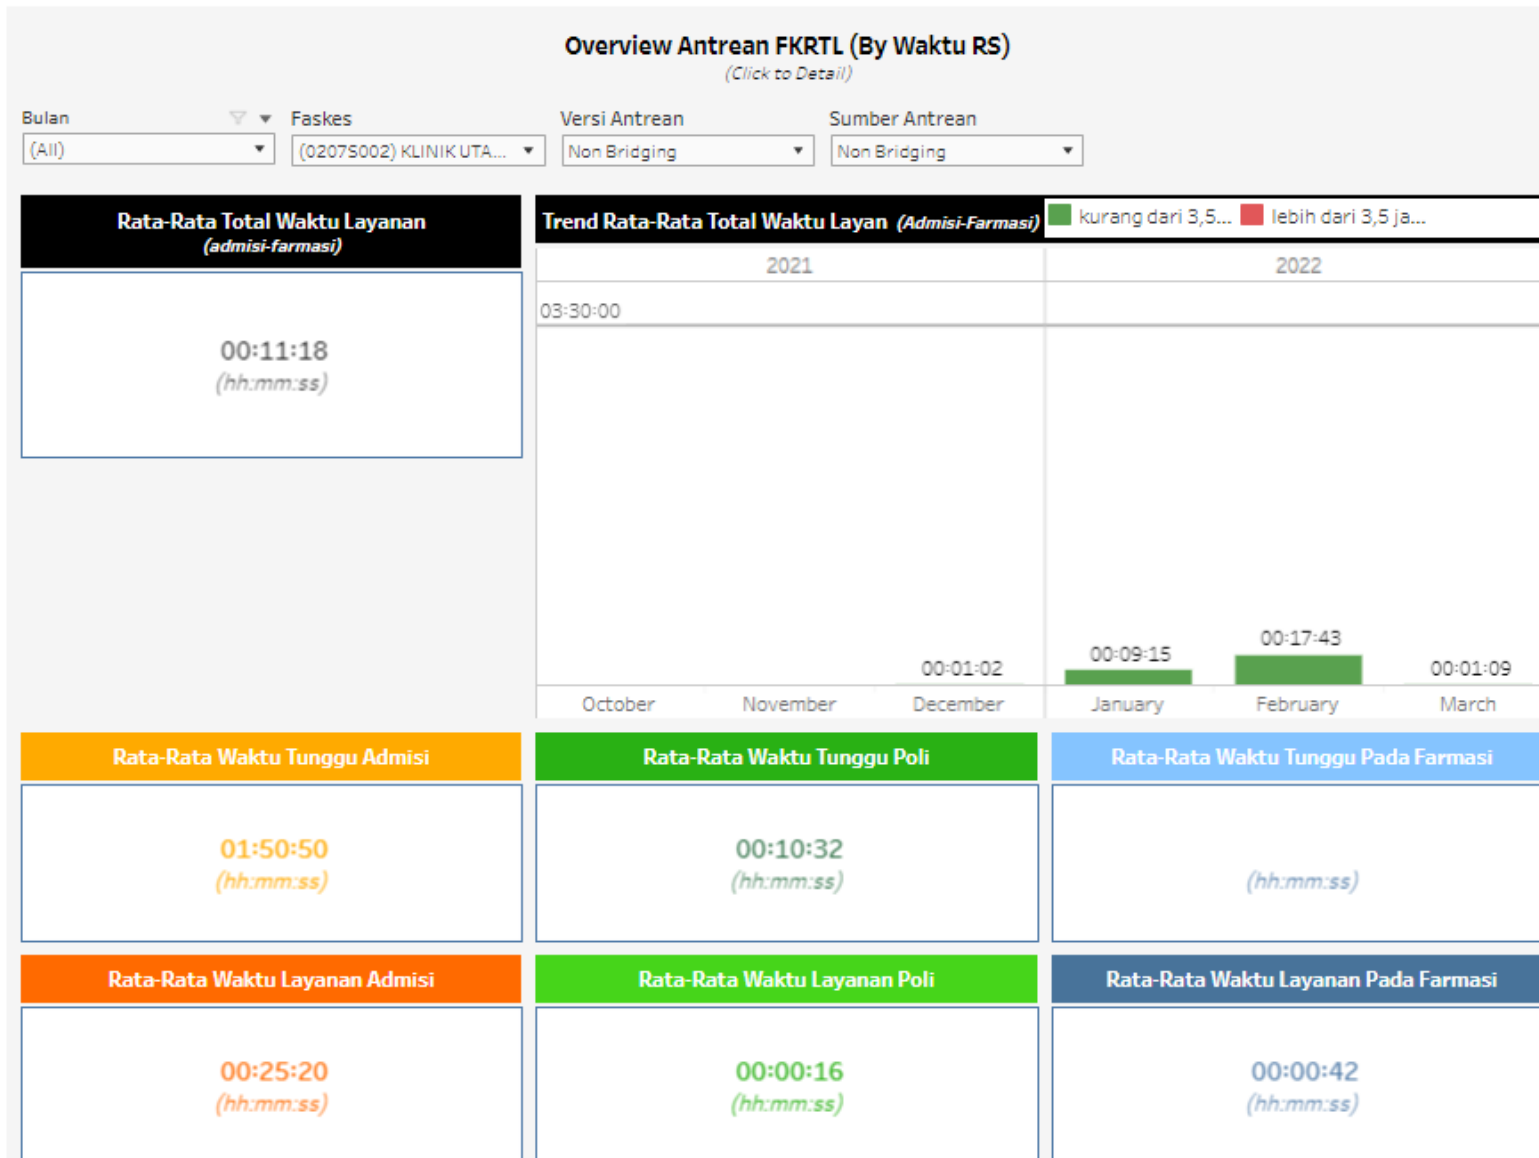 Overview Antrean FKRTL (By Waktu RS)
(Click to Detail)
Bulan
Faskes
Versi Antrean
Sumber Antrean
(All)
(0207S002) KLINIK UTA...
Non Bridging
Non Bridging
Rata-Rata Total Waktu Layanan
(admisi-farmasi)
00:11:18
(hh:mm:ss)
Trend Rata-Rata Total Waktu Layan (Admisi-Farmasi)
kurang dari 3,5...
lebih dari 3,5 ja...
2021
2022
03:30:00
00:01:02
00:09:15
00:17:43
00:01:09
October
November
December
January
February
March
Rata-Rata Waktu Tunggu Admisi
Rata-Rata Waktu Tunggu Poli
Rata-Rata Waktu Tunggu Pada Farmasi
01:50:50
(hh:mm:ss)
00:10:32
(hh:mm:ss)
(hh:mm:ss)
Rata-Rata Waktu Layanan Admisi
Rata-Rata Waktu Layanan Poli
Rata-Rata Waktu Layanan Pada Farmasi
00:25:20
(hh:mm:ss)
00:00:16
(hh:mm:ss)
00:00:42
(hh:mm:ss)